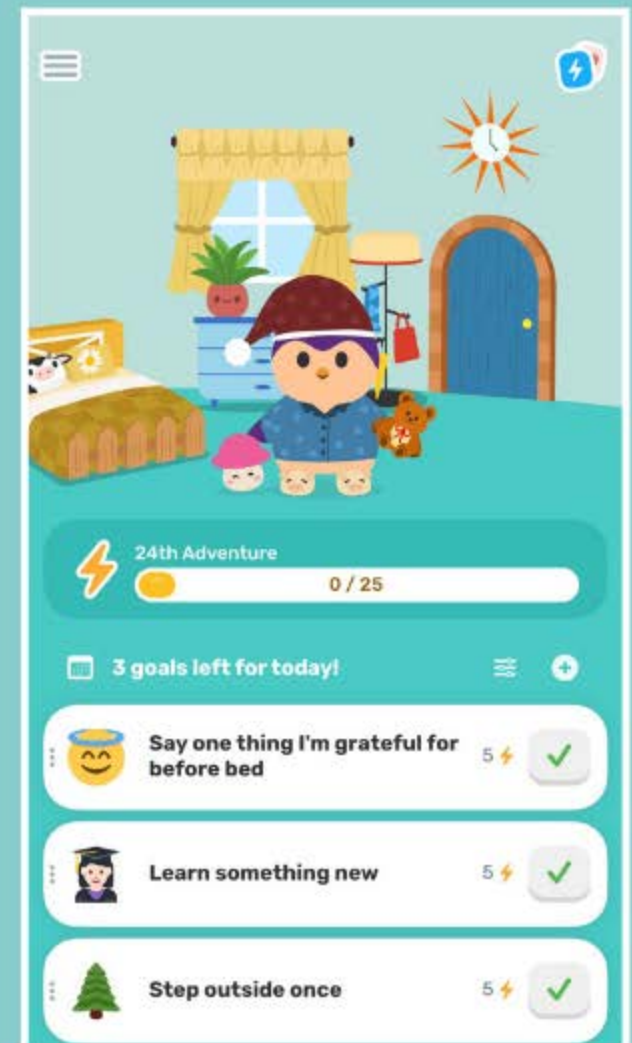 24th Adventure
0 / 25
3 goals left for today!
Say one thing I'm grateful for
before bed
5
Learn something new
5
Step outside once
5